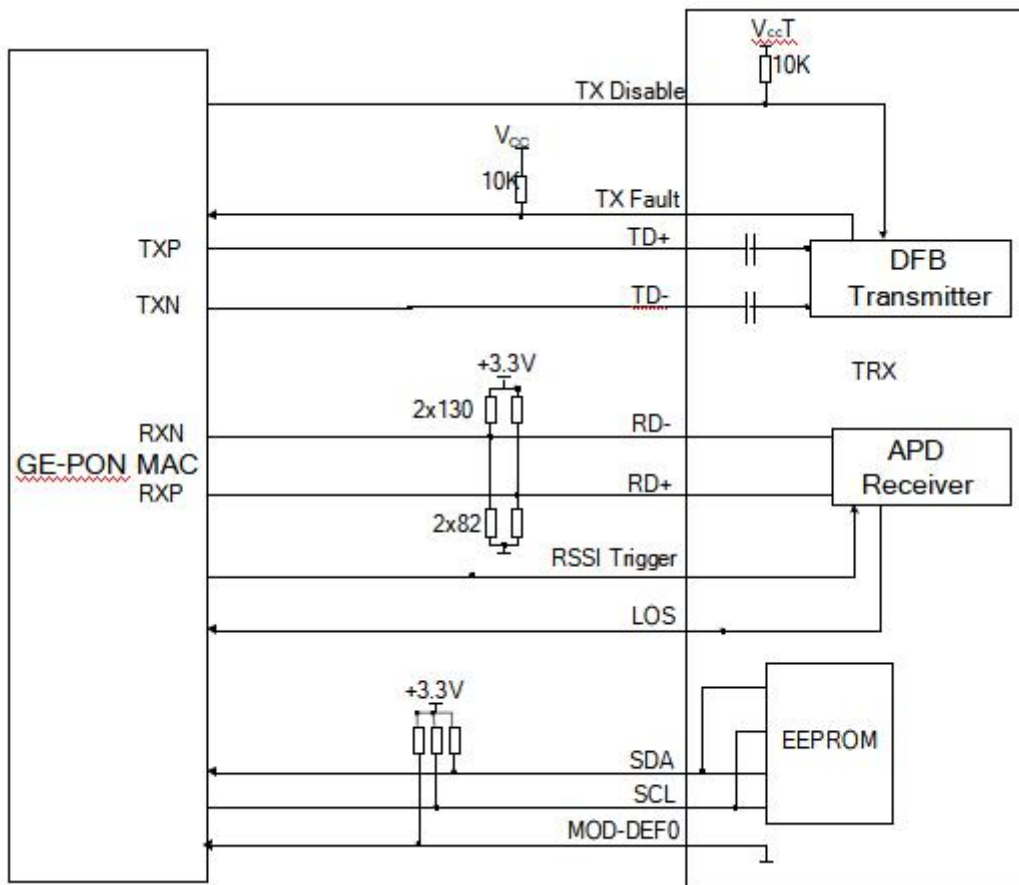 VccT
10K
TX Disable
Vcc
10K
TX Fault
TXP
TD+
DFB
Transmitter
TXN
TD-
+3.3V
TRX
2x130
RXN
RD-
APD
Receiver
GE-PON MAC
RXP
RD+
2x82
RSSI Trigger
LOS
+3.3V
EEPROM
SDA
SCL
MOD-DEF0